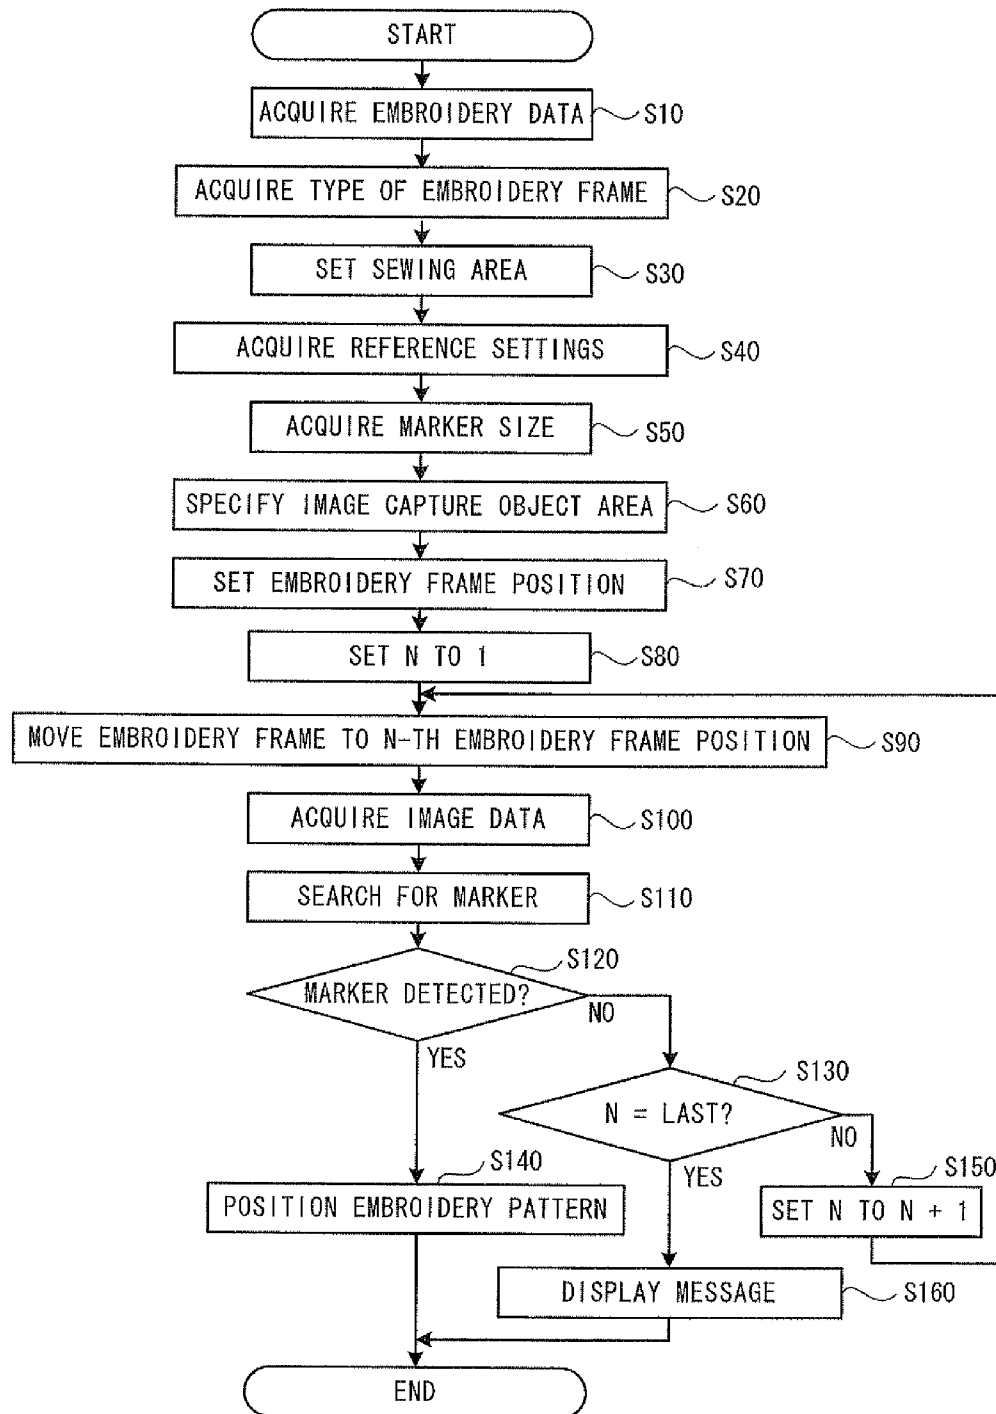 START
ACQUIRE EMBROIDERY DATA S10
ACQUIRE TYPE OF EMBROIDERY FRAME S20
SET SEWING AREA S30
ACQUIRE REFERENCE SETTINGS S40
ACQUIRE MARKER SIZE S50
SPECIFY IMAGE CAPTURE OBJECT AREA S60
SET EMBROIDERY FRAME POSITION S70
SET N TO 1 S80
MOVE EMBROIDERY FRAME TO N-TH EMBROIDERY FRAME POSITION S90
ACQUIRE IMAGE DATA S100
SEARCH FOR MARKER S110
S120
MARKER DETECTED?
NO
YES
S130
N = LAST?
NO
YES
S140
POSITION EMBROIDERY PATTERN
S150
SET N TO N + 1
DISPLAY MESSAGE S160
END